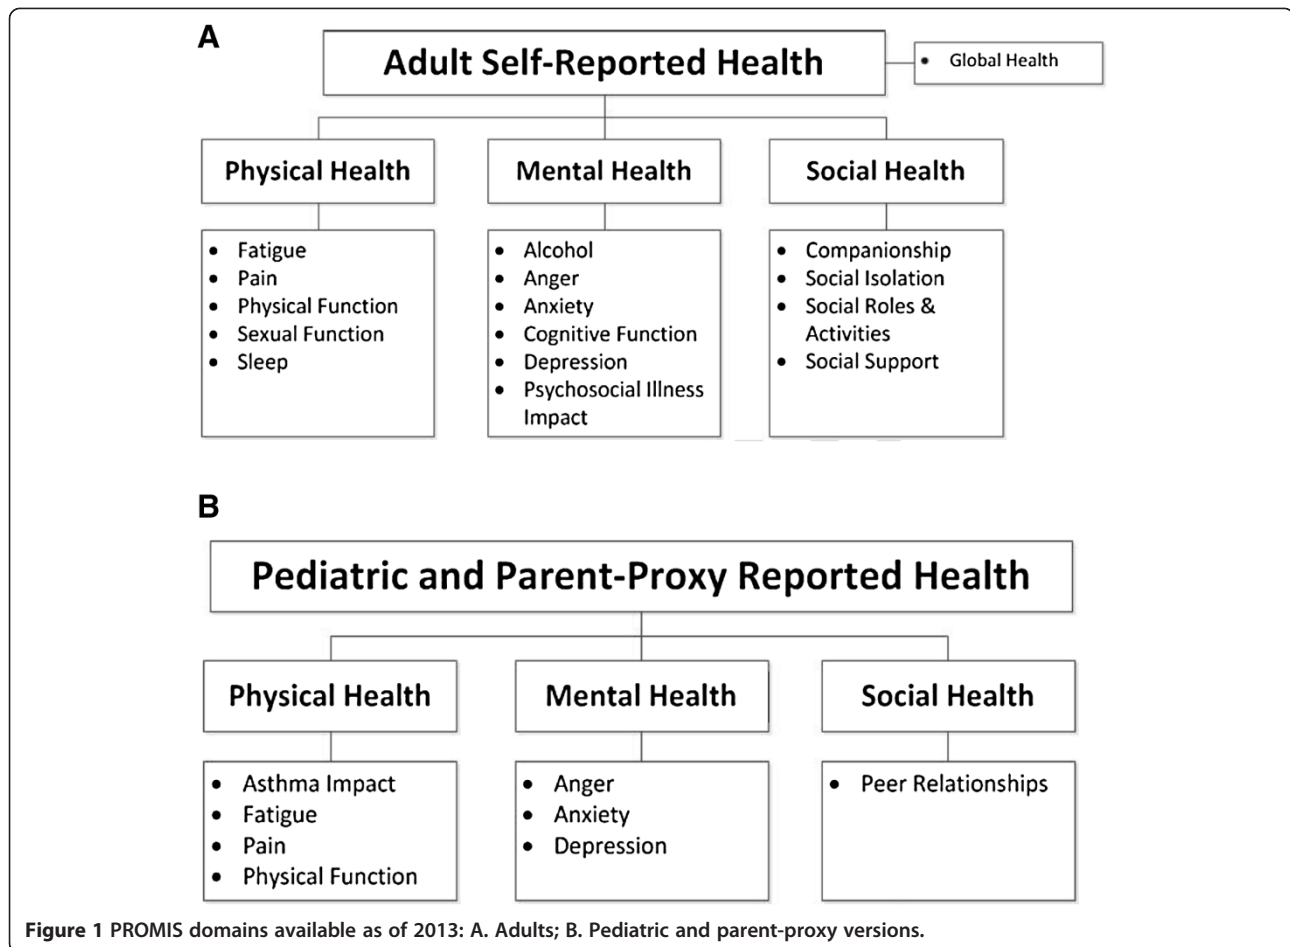 A
Adult Self-Reported Health
• Global Health
Physical Health
• Fatigue
• Pain
• Physical Function
• Sexual Function
• Sleep
Mental Health
• Alcohol
• Anger
• Anxiety
• Cognitive Function
• Depression
• Psychosocial Illness
Impact
Social Health
• Companionship
• Social Isolation
• Social Roles &
Activities
• Social Support
B
Pediatric and Parent-Proxy Reported Health
Physical Health
• Asthma Impact
• Fatigue
• Pain
• Physical Function
Mental Health
• Anger
• Anxiety
• Depression
Social Health
• Peer Relationships
Figure 1 PROMIS domains available as of 2013: A. Adults; B. Pediatric and parent-proxy versions.